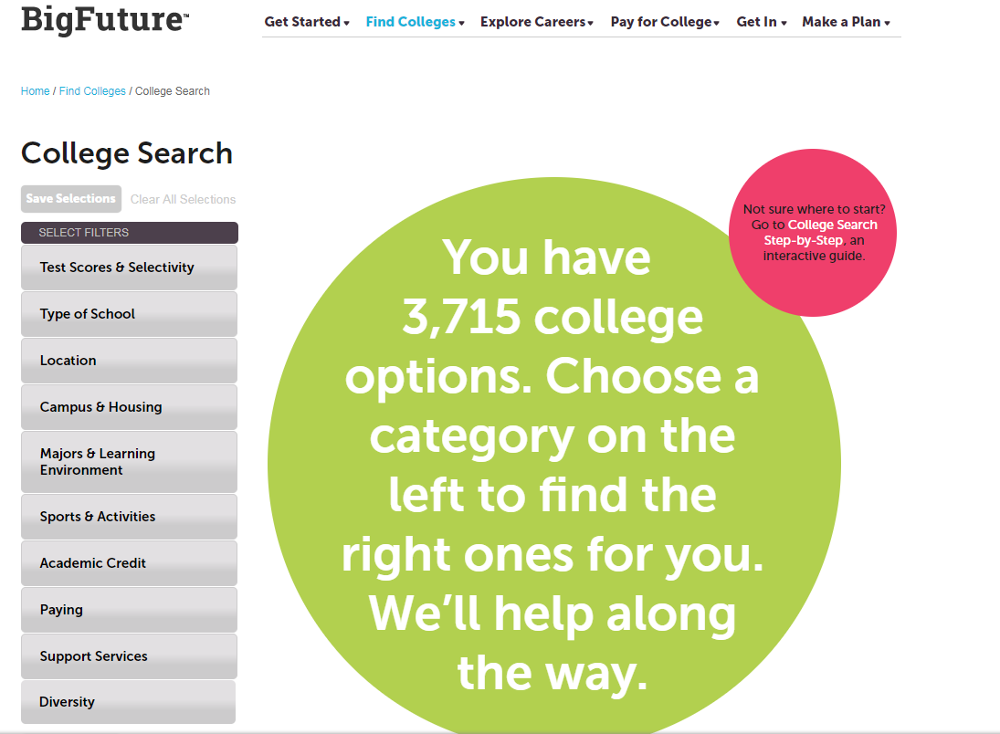 BigFuture™
Get Started
Find Colleges
Explore Careers
Pay for College
Get In
Make a Plan
Home / Find Colleges / College Search
College Search
Save Selections
Clear All Selections
SELECT FILTERS
Test Scores & Selectivity
Type of School
Location
Campus & Housing
Majors & Learning
Environment
Sports & Activities
Academic Credit
Paying
Support Services
Diversity
You have
3,715 college
options. Choose a
category on the
left to find the
right ones for you.
We’ll help along
the way.
Not sure where to start?
Go to College Search
Step-by-Step, an
interactive guide.